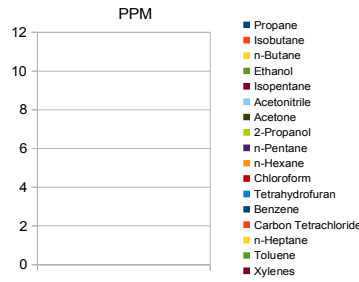 PPM
12
10
8
6
4
2
0
Propane
Isobutane
n-Butane
Ethanol
Isopentane
Acetonitrile
Acetone
2-Propanol
n-Pentane
n-Hexane
Chloroform
Tetrahydrofuran
Benzene
Carbon Tetrachloride
n-Heptane
Toluene
Xylenes